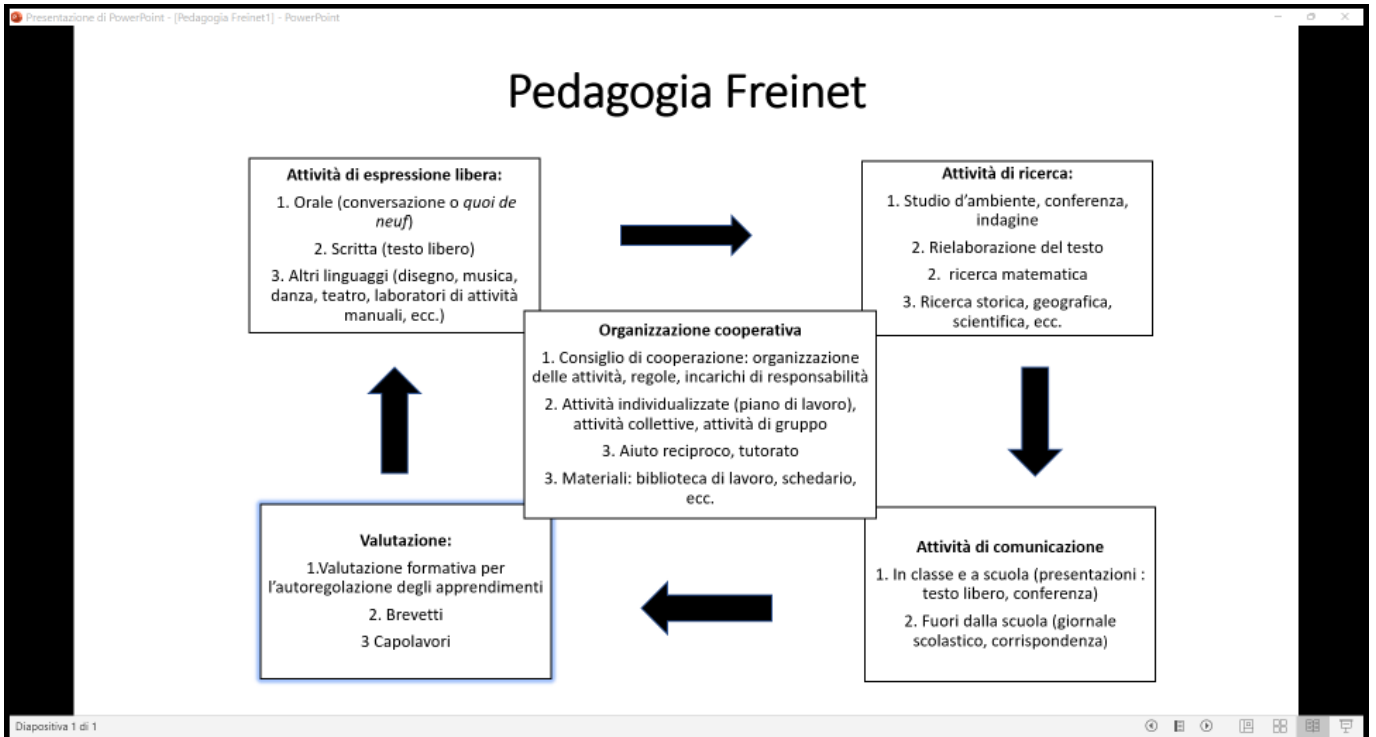 Presentazione di PowerPoint - [Pedagogia Freinet1] - PowerPoint
Pedagogia Freinet
Attività di espressione libera:
1. Orale (conversazione o quoi de
neuf)
2. Scritta (testo libero)
3. Altri linguaggi (disegno, musica,
danza, teatro, laboratori di attività
manuali, ecc.)
Attività di ricerca:
1. Studio d'ambiente, conferenza,
indagine
2. Rielaborazione del testo
2. ricerca matematica
3. Ricerca storica, geografica,
scientifica, ecc.
Organizzazione cooperativa
1. Consiglio di cooperazione: organizzazione
delle attività, regole, incarichi di responsabilità
2. Attività individualizzate (piano di lavoro),
attività collettive, attività di gruppo
3. Aiuto reciproco, tutorato
3. Materiali: biblioteca di lavoro, schedario,
ecc.
Valutazione:
1.Valutazione formativa per
l'autoregolazione degli apprendimenti
2. Brevetti
3 Capolavori
Attività di comunicazione
1. In classe e a scuola (presentazioni :
testo libero, conferenza)
2. Fuori dalla scuola (giornale
scolastico, corrispondenza)
Diapositiva 1 di 1